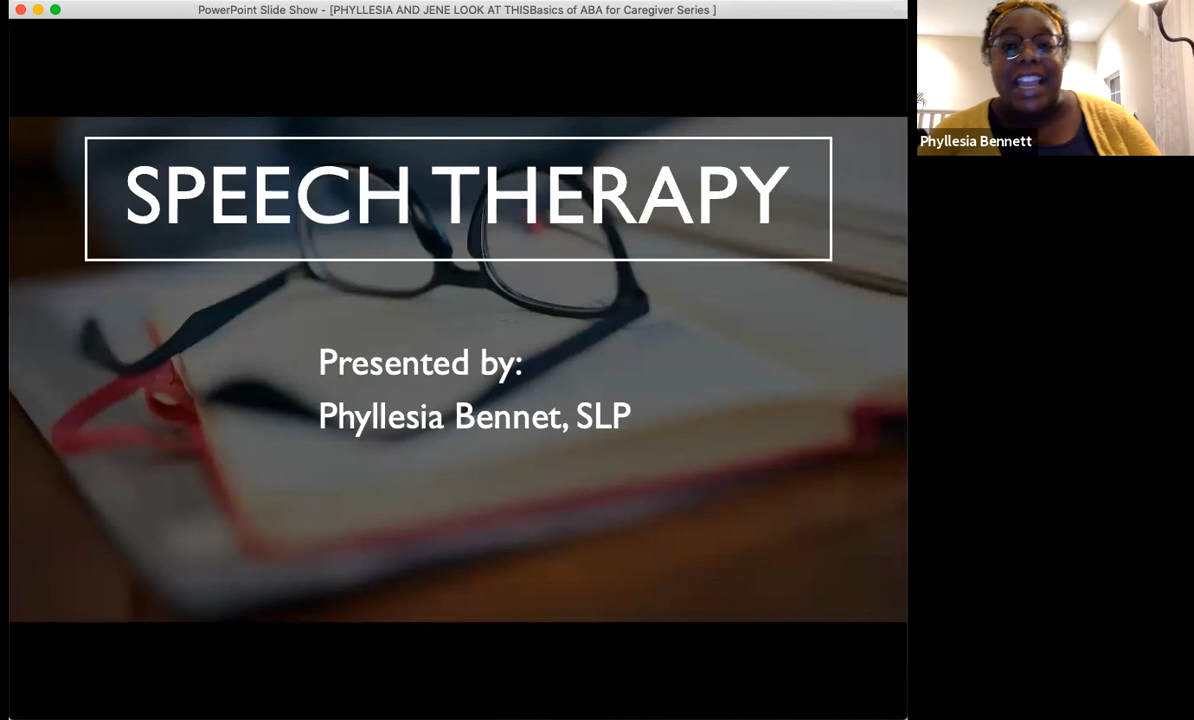 PowerPoint Slide Show - [PHYLLESIA AND JENE LOOK AT THISBasics of ABA for Caregiver Series ]
SPEECH THERAPY
Presented by:
Phyllesia Bennet, SLP
Phyllesia Bennett